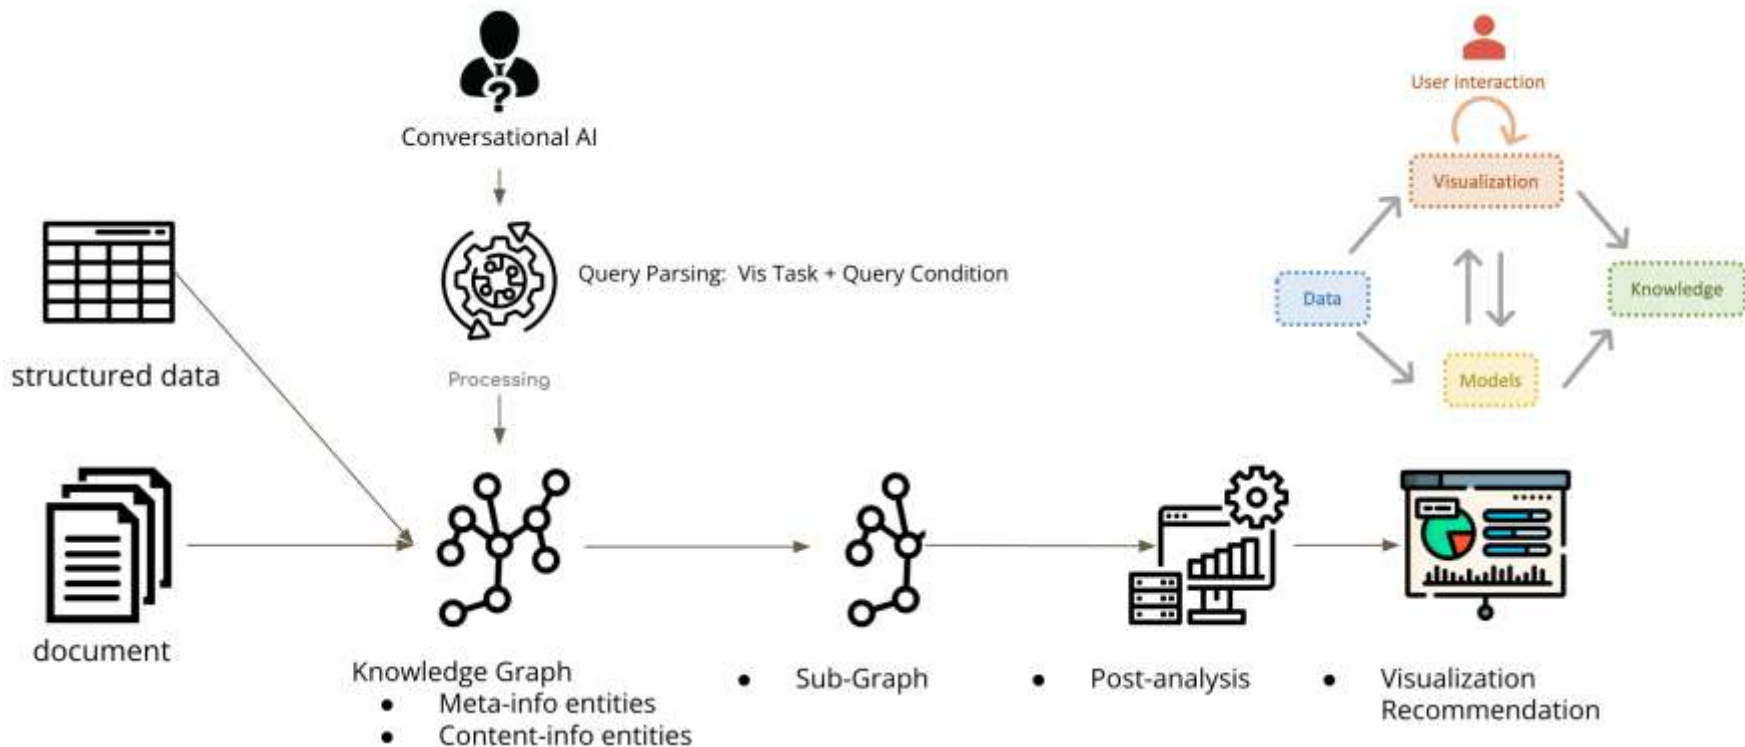 Conversational AI
User interaction
Visualization
Query Parsing: Vis Task + Query Condition
Data
Knowledge
structured data
Processing
Models
document
Knowledge Graph
● Meta-info entities
● Content-info entities
● Sub-Graph
● Post-analysis
● Visualization
Recommendation